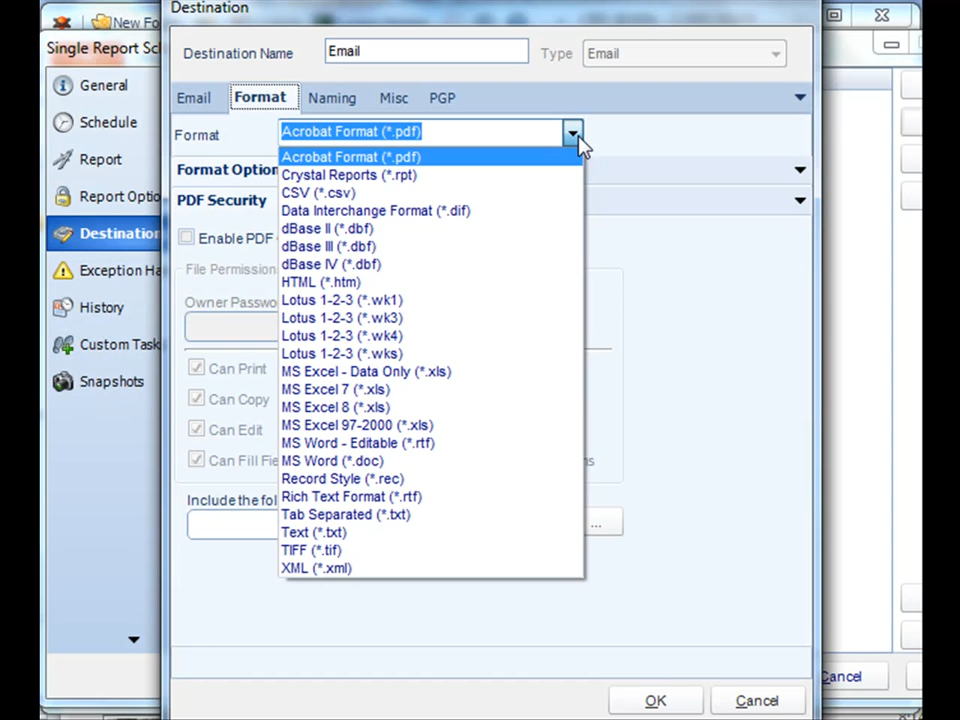 Destination
New Fo
Single Report Sc
Destination Name
Email
Type
Email
General
Schedule
Report
Report Optio
Destination
Exception Ha
History
Custom Task
Snapshots
Email
Format
Naming
Misc
PGP
Format
Acrobat Format (*.pdf)
Acrobat Format (*.pdf)
Crystal Reports (*.rpt)
CSV (*.csv)
Data Interchange Format (*.dif)
dBase II (*.dbf)
dBase III (*.dbf)
dBase IV (*.dbf)
HTML (*.htm)
Lotus 1-2-3 (*.wk1)
Lotus 1-2-3 (*.wk3)
Lotus 1-2-3 (*.wk4)
Lotus 1-2-3 (*.wks)
MS Excel - Data Only (*.xls)
MS Excel 7 (*.xls)
MS Excel 8 (*.xls)
MS Excel 97-2000 (*.xls)
MS Word - Editable (*.rtf)
MS Word (*.doc)
Record Style (*.rec)
Rich Text Format (*.rtf)
Tab Separated (*.txt)
Text (*.txt)
TIFF (*.tif)
XML (*.xml)
Format Option
PDF Security
Enable PDF
File Permission
Owner Passwo
Can Print
Can Copy
Can Edit
Can Fill Fie
ns
Include the fol
...
OK
Cancel
Cancel